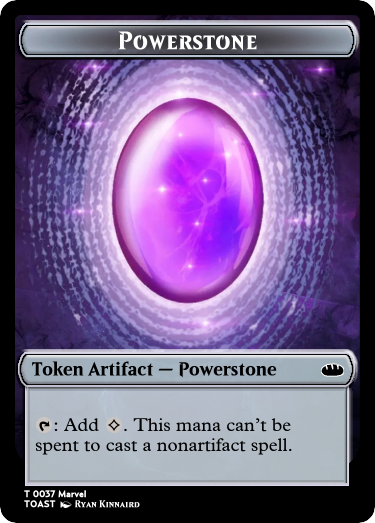 Powerstone
Token Artifact — Powerstone
: Add . This mana can't be
spent to cast a nonartifact spell.
T 0037 Marvel
TOAST Ryan Kinnaird